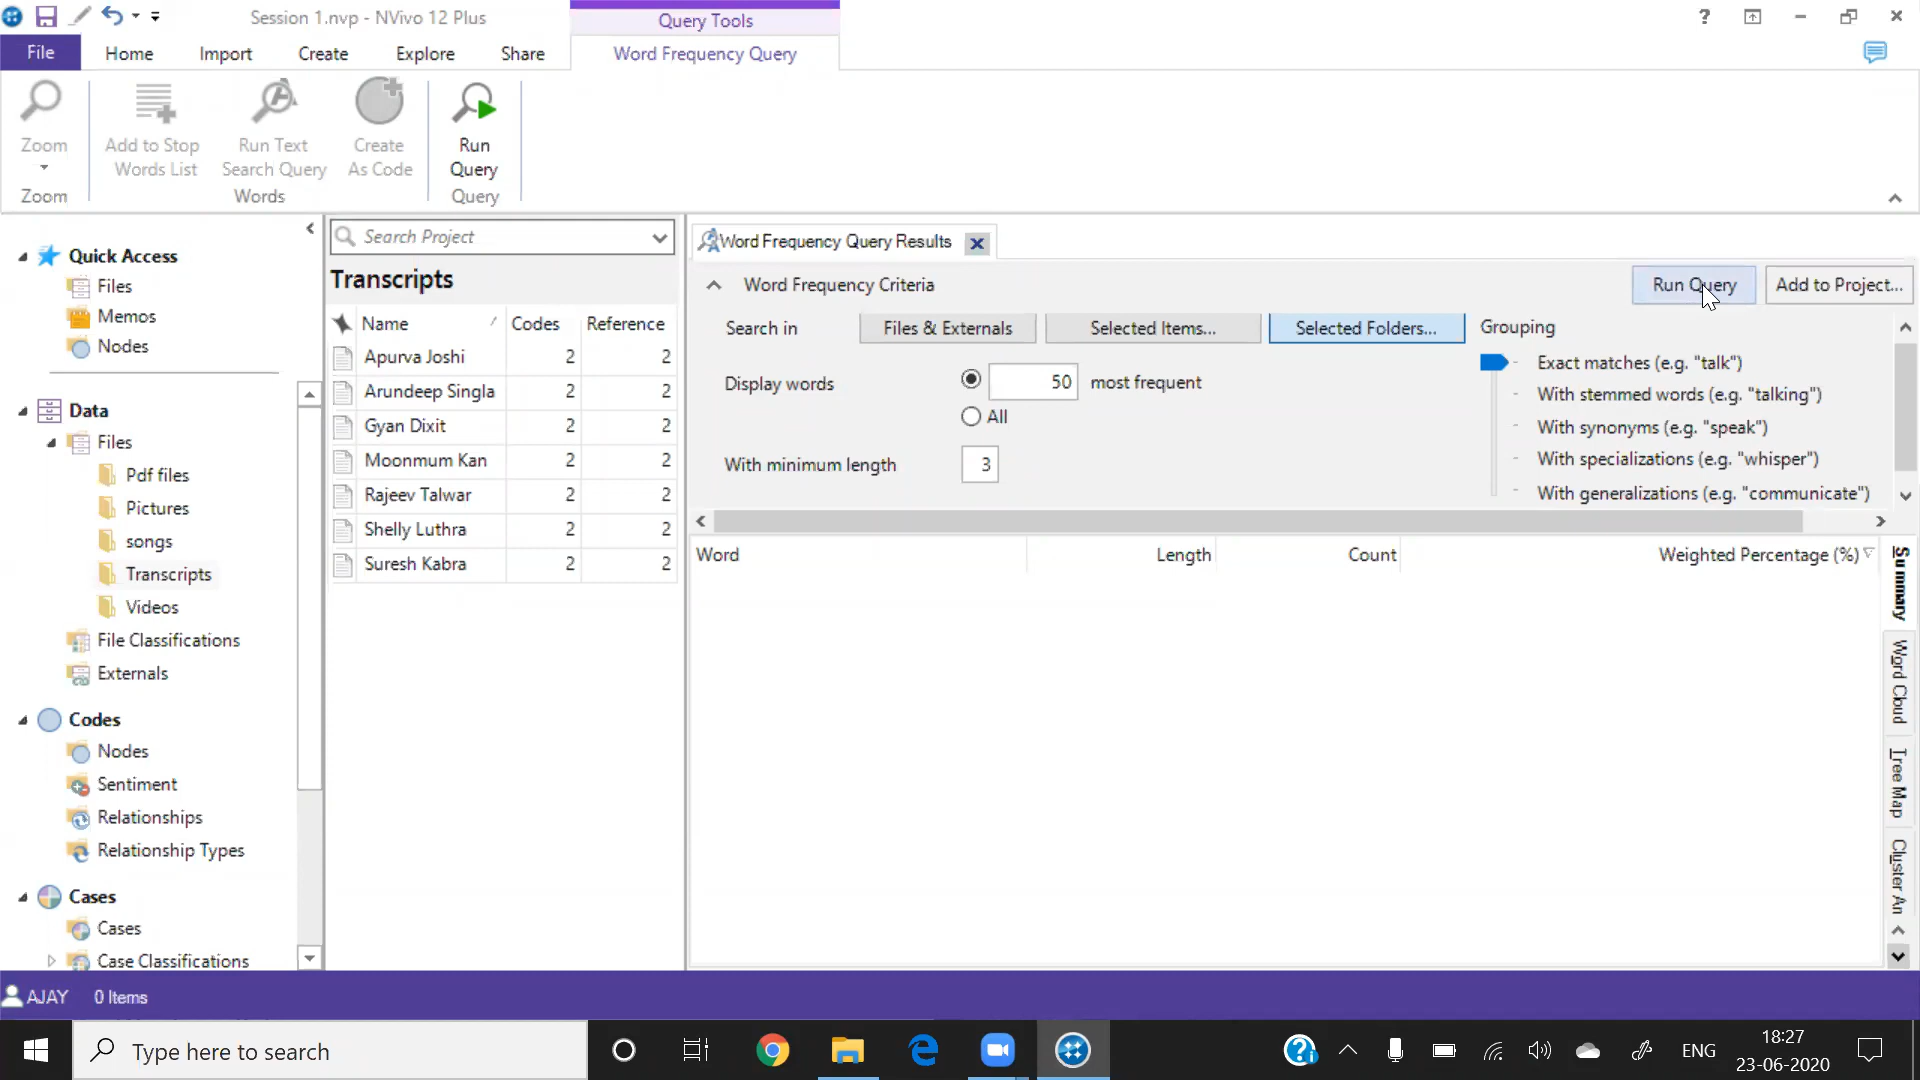 Session 1.nvp - NVivo 12 Plus
Query Tools
File
Home
Import
Create
Explore
Share
Word Frequency Query
Zoom
Add to Stop
Words List
Run Text
Search Query
Create
As Code
Run
Query
Zoom
Words
Query
Quick Access
Files
Memos
Nodes
Data
Files
Pdf files
Pictures
songs
Transcripts
Videos
File Classifications
Externals
Codes
Nodes
Sentiment
Relationships
Relationship Types
Cases
Cases
Case Classifications
Search Project
Transcripts
Name Codes Reference
Apurva Joshi 2 2
Arundeep Singla 2 2
Gyan Dixit 2 2
Moonmum Kan 2 2
Rajeev Talwar 2 2
Shelly Luthra 2 2
Suresh Kabra 2 2
Word Frequency Query Results
Word Frequency Criteria
Run Query
Add to Project...
Search in
Files & Externals
Selected Items...
Selected Folders...
Grouping
Display words
50 most frequent
All
With minimum length
3
Exact matches (e.g. "talk")
With stemmed words (e.g. "talking")
With synonyms (e.g. "speak")
With specializations (e.g. "whisper")
With generalizations (e.g. "communicate")
Word Length Count Weighted Percentage (%)
Summary
Word Cloud
Tree Map
Cluster An
AJAY 0 Items
Type here to search
ENG
18:27
23-06-2020